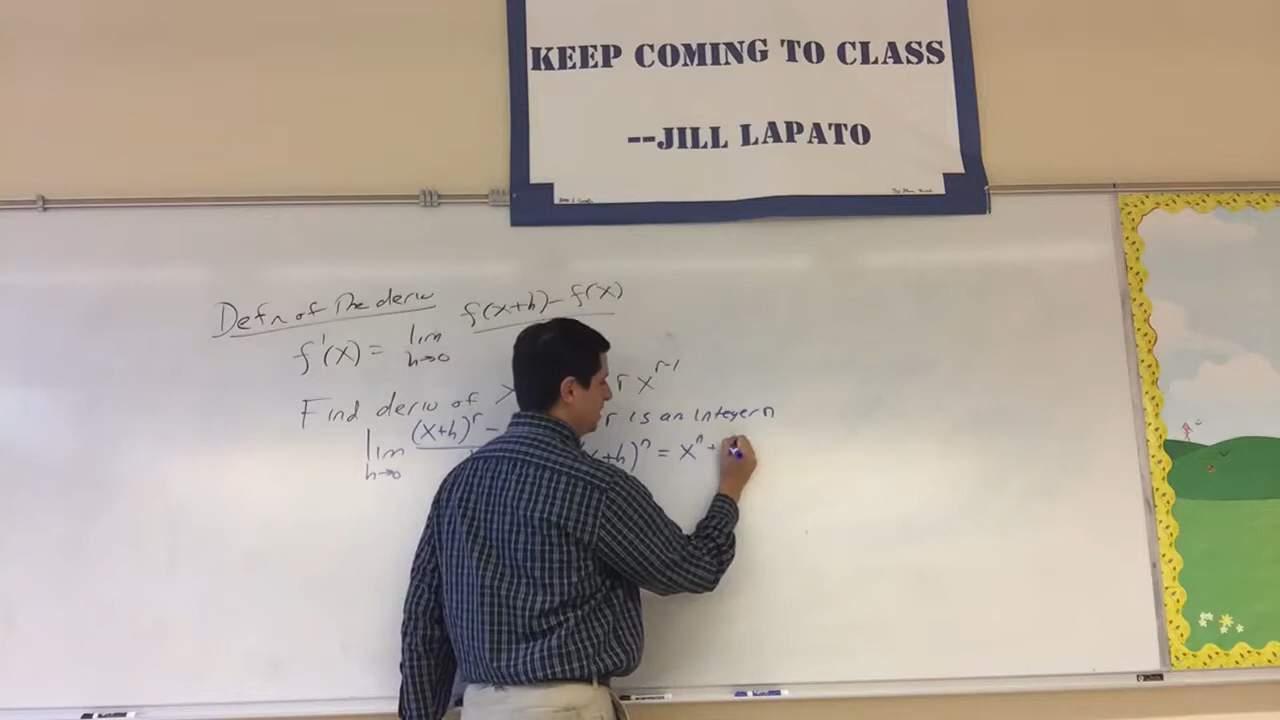 KEEP COMING TO CLASS
--JILL LAPATO
Defn of the deriv
f'(x) = lim h→0 f(x+h) - f(x)
Find deriv of x r x^(r-1)
r is an integer n
lim h→0 (x+h)^r -
x+h)^n = x^n +